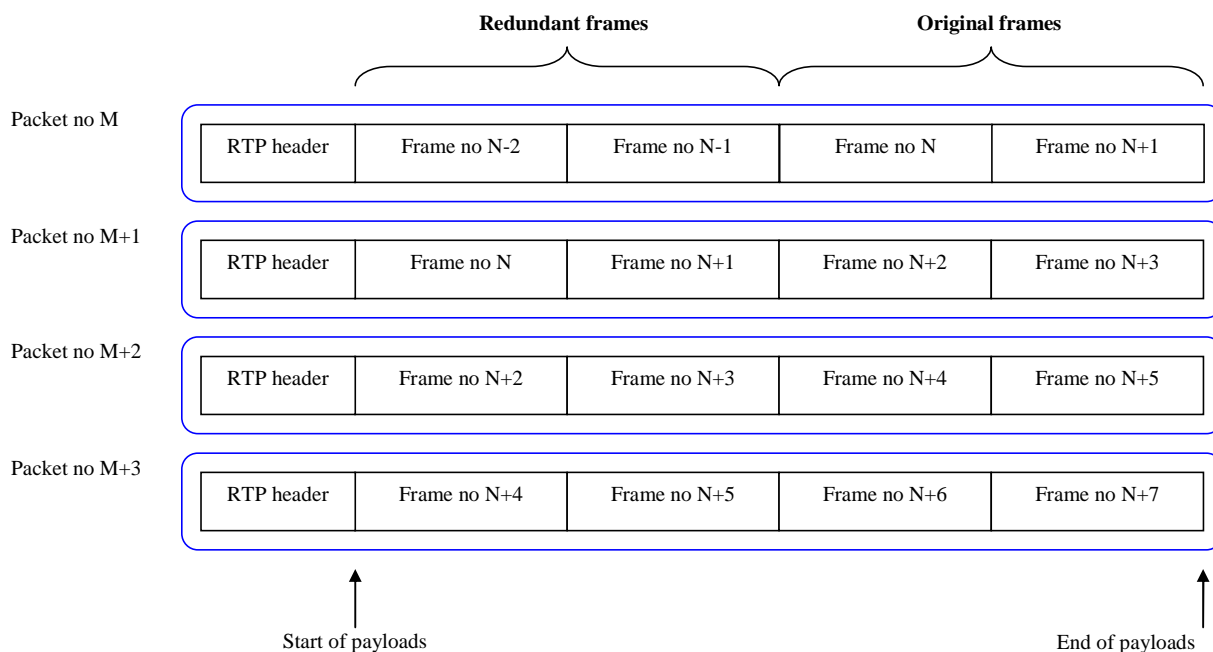 Redundant frames Original frames
Packet no M
RTP header Frame no N-2 Frame no N-1 Frame no N Frame no N+1
Packet no M+1
RTP header Frame no N Frame no N+1 Frame no N+2 Frame no N+3
Packet no M+2
RTP header Frame no N+2 Frame no N+3 Frame no N+4 Frame no N+5
Packet no M+3
RTP header Frame no N+4 Frame no N+5 Frame no N+6 Frame no N+7
Start of payloads End of payloads